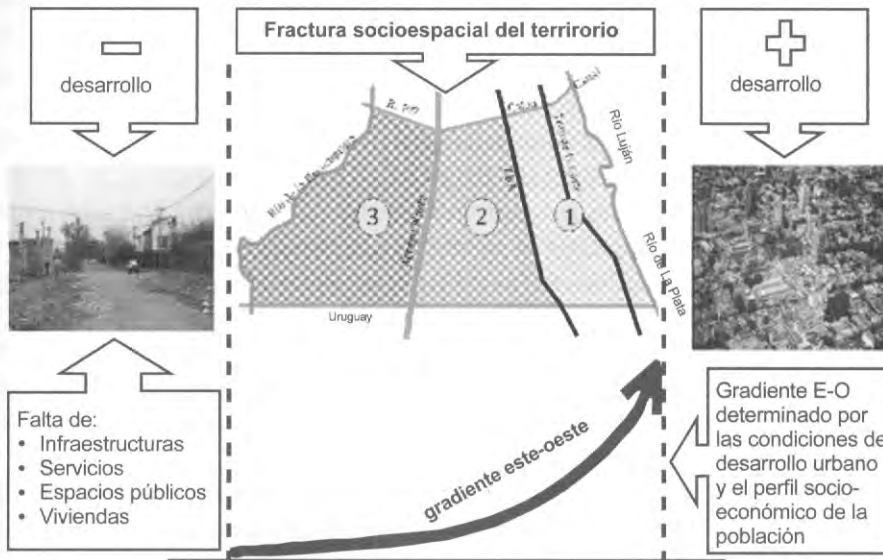 Fractura socioespacial del terrirorio
desarrollo
desarrollo
Río Luján
3
2
1
Río de La Plata
Uruguay
Falta de:
• Infraestructuras
• Servicios
• Espacios públicos
• Viviendas
gradiente este-oeste
Gradiente E-O
determinado por
las condiciones de
desarrollo urbano
y el perfil socio-
económico de la
población